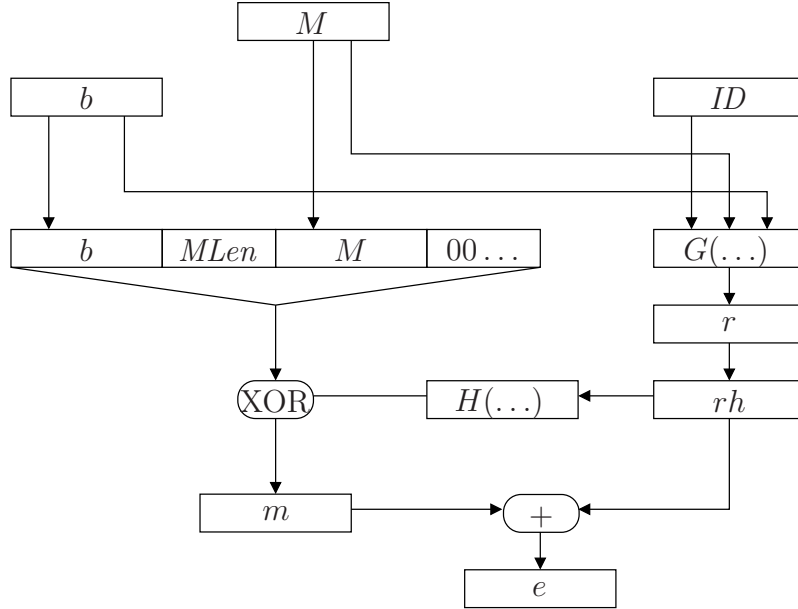 M
b ID
b MLen M 00 ... G(...)
r
XOR H(...) rh
m +
e